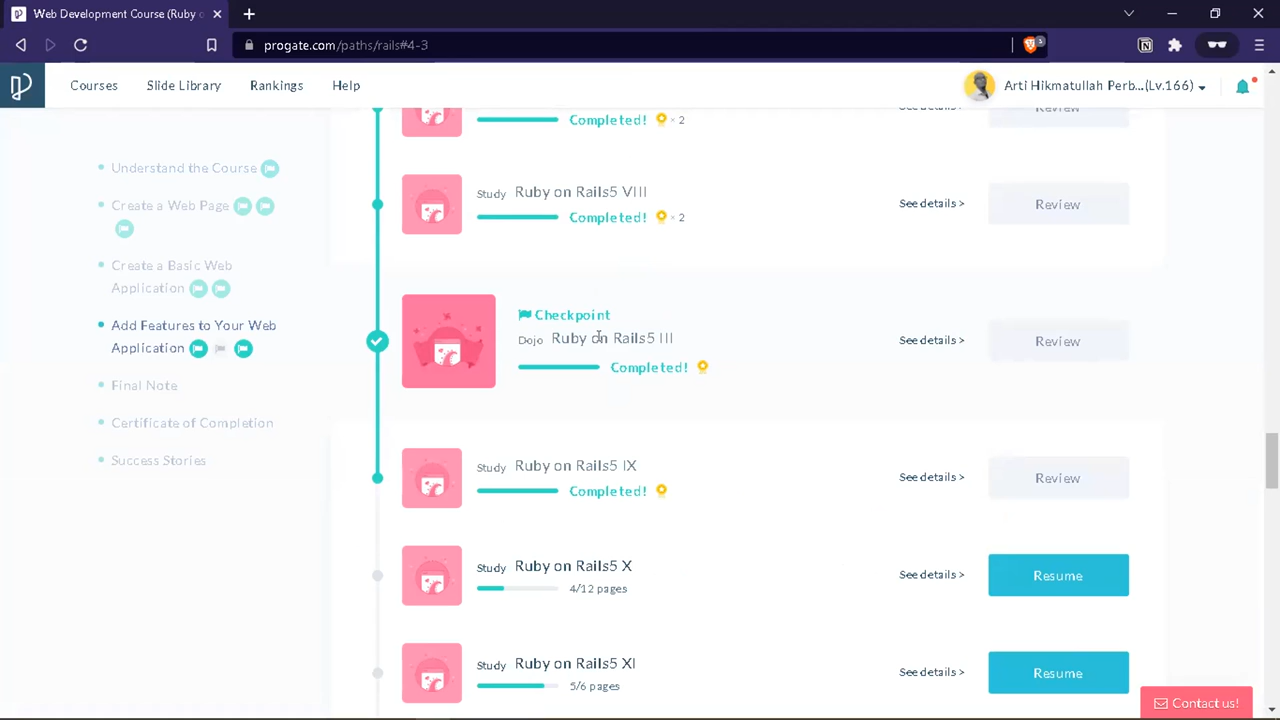 Web Development Course (Ruby o
progate.com/paths/rails#4-3
3
Courses
Slide Library
Rankings
Help
Arti Hikmatullah Perb...(Lv.166)
Understand the Course
Create a Web Page
Create a Basic Web
Application
Add Features to Your Web
Application
Final Note
Certificate of Completion
Success Stories
Completed! × 2
See details >
Review
Study Ruby on Rails5 VIII
Completed! × 2
See details >
Review
Checkpoint
Dojo Ruby on Rails5 III
Completed!
See details >
Review
Study Ruby on Rails5 IX
Completed!
See details >
Review
Study Ruby on Rails5 X
4/12 pages
See details >
Resume
Study Ruby on Rails5 XI
5/6 pages
See details >
Resume
Contact us!